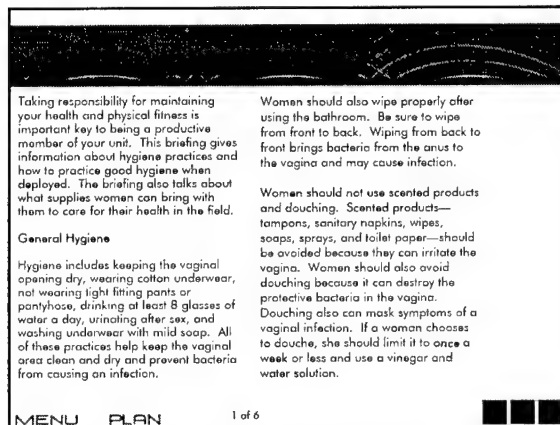 Taking responsibility for maintaining
your health and physical fitness is
important key to being a productive
member of your unit.  This briefing gives
information about hygiene practices and
how to practice good hygiene when
deployed.  The briefing also talks about
what supplies women can bring with
them to care for their health in the field.
General Hygiene
Hygiene includes keeping the vaginal
opening dry, wearing cotton underwear,
not wearing tight fitting pants or
pantyhose, drinking at least 8 glasses of
water a day, urinating after sex, and
washing underwear with mild soap.  All
of these practices help keep the vaginal
area clean and dry and prevent bacteria
from causing an infection.
Women should also wipe properly after
using the bathroom.  Be sure to wipe
from front to back.  Wiping from back to
front brings bacteria from the anus to
the vagina and may cause infection.
Women should not use scented products
and douching.  Scented products—
tampons, sanitary napkins, wipes,
soaps, sprays, and toilet paper—should
be avoided because they can irritate the
vagina.  Women should also avoid
douching because it can destroy the
protective bacteria in the vagina.
Douching also can mask symptoms of a
vaginal infection.  If a woman chooses
to douche, she should limit it to once a
week or less and use a vinegar and
water solution.
MENU PLAN 1 of 6